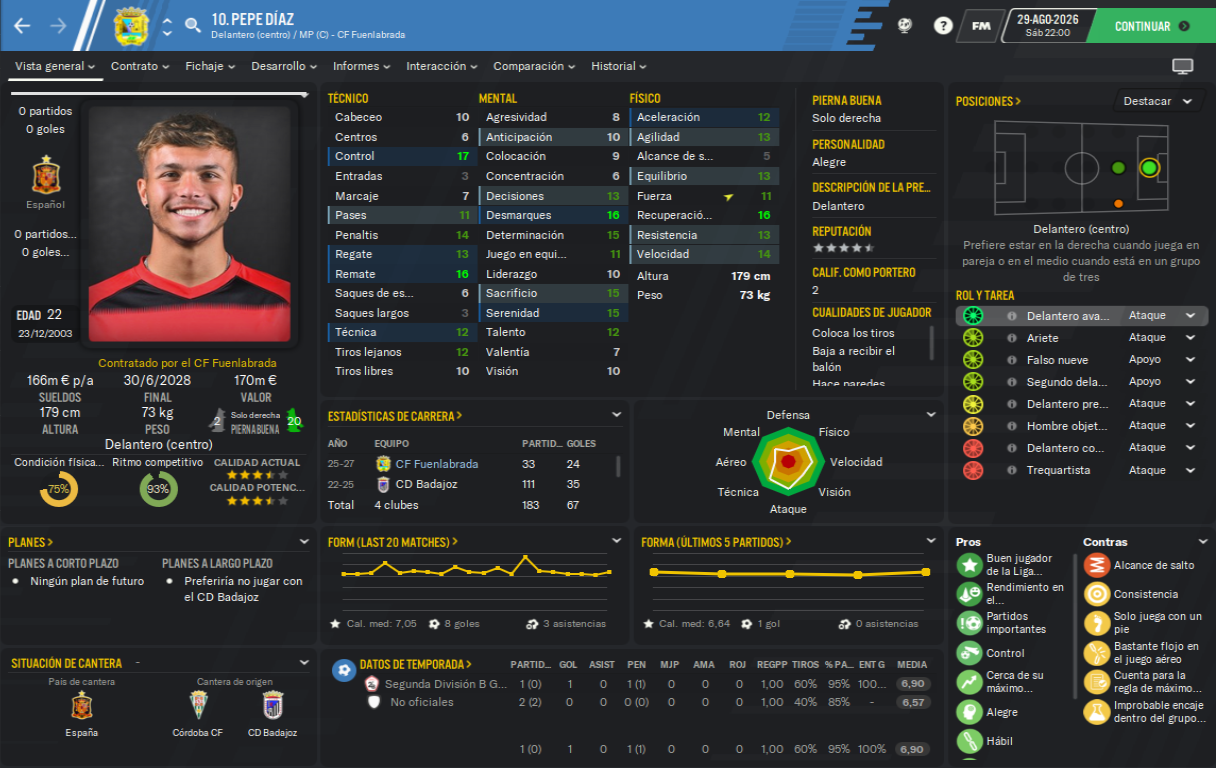 10. PEPE DÍAZ
Delantero (centro) / MP (C) - CF Fuenlabrada
?
FM
29-AGO-2026
Sáb 22:00
CONTINUAR
Vista general
Contrato
Fichaje
Desarrollo
Informes
Interacción
Comparación
Historial
0 partidos
0 goles
Español
0 partidos...
0 goles...
EDAD 22
23/12/2003
Contratado por el CF Fuenlabrada
166m € p/a
SUELDOS
30/6/2028
FINAL
170m €
VALOR
179 cm
ALTURA
73 kg
PESO
2
Solo derecha
PIERNA BUENA
20
Delantero (centro)
Condición física...
75%
Ritmo competitivo
93%
CALIDAD ACTUAL
CALIDAD POTENC...
TÉCNICO
Cabeceo 10
Centros 6
Control 17
Entradas 3
Marcaje 7
Pases 11
Penaltis 14
Regate 13
Remate 16
Saques de es... 6
Saques largos 3
Técnica 12
Tiros lejanos 12
Tiros libres 10
MENTAL
Agresividad 8
Anticipación 10
Colocación 9
Concentración 6
Decisiones 13
Desmarques 16
Determinación 15
Juego en equi... 11
Liderazgo 10
Sacrificio 15
Serenidad 15
Talento 12
Valentía 7
Visión 10
FÍSICO
Aceleración 12
Agilidad 13
Alcance de s... 5
Equilibrio 13
Fuerza 11
Recuperació... 16
Resistencia 13
Velocidad 14
Altura 179 cm
Peso 73 kg
PIERNA BUENA
Solo derecha
PERSONALIDAD
Alegre
DESCRIPCIÓN DE LA PRE...
Delantero
REPUTACIÓN
CALIF. COMO PORTERO
2
CUALIDADES DE JUGADOR
Coloca los tiros
Baja a recibir el
balón
Hace paredes
POSICIONES >
Destacar
Delantero (centro)
Prefiere estar en la derecha cuando juega en
pareja o en el medio cuando está en un grupo
de tres
ROL Y TAREA
Delantero ava... Ataque
Ariete Ataque
Falso nueve Apoyo
Segundo dela... Apoyo
Delantero pre... Ataque
Hombre objet... Ataque
Delantero co... Ataque
Trequartista Ataque
ESTADÍSTICAS DE CARRERA >
AÑO EQUIPO PARTID... GOLES
25-27 CF Fuenlabrada 33 24
22-25 CD Badajoz 111 35
Total 4 clubes 183 67
Defensa
Mental
Físico
Aéreo
Velocidad
Técnica
Visión
Ataque
PLANES >
PLANES A CORTO PLAZO
Ningún plan de futuro
PLANES A LARGO PLAZO
Preferiría no jugar con
el CD Badajoz
FORM (LAST 20 MATCHES) >
Cal. med: 7,05
8 goles
3 asistencias
FORMA (ÚLTIMOS 5 PARTIDOS) >
Cal. med: 6,64
1 gol
0 asistencias
Pros
Buen jugador
de la Liga...
Rendimiento en
el...
Partidos
importantes
Control
Cerca de su
máximo...
Alegre
Hábil
Contras
Alcance de salto
Consistencia
Solo juega con un
pie
Bastante flojo en
el juego aéreo
Cuenta para la
regla de máximo...
Improbable encaje
dentro del grupo...
SITUACIÓN DE CANTERA -
País de cantera
España
Cantera de origen
Córdoba CF
CD Badajoz
DATOS DE TEMPORADA > PARTID... GOL ASIST PEN MJP AMA ROJ REGPP TIROS % PA... ENT G MEDIA
Segunda División B G... 1 (0) 1 0 1 (1) 0 0 0 1,00 60% 95% 100... 6,90
No oficiales 2 (2) 0 0 0 (0) 0 0 0 1,00 40% 85% - 6,57
1 (0) 1 0 1 (1) 0 0 0 1,00 60% 95% 100% 6,90